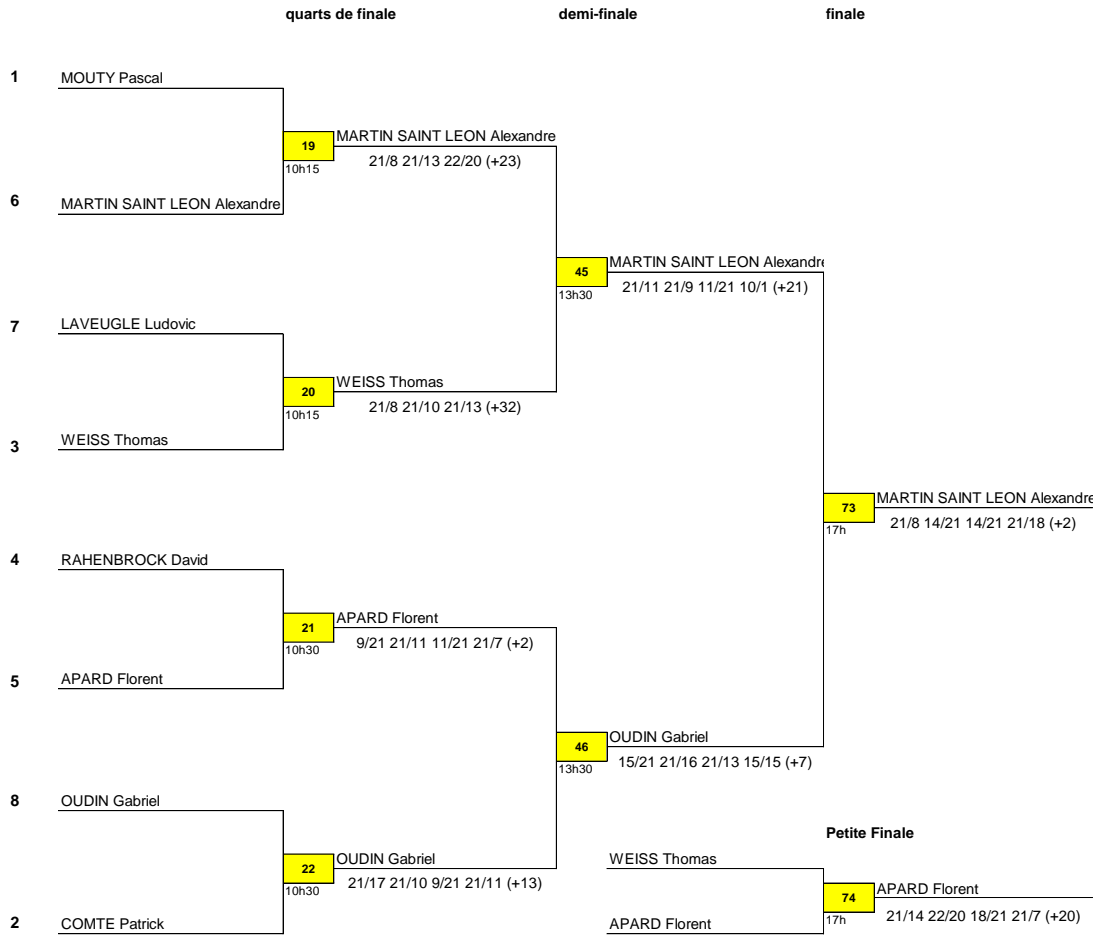 quarts de finale demi-finale finale
1 MOUTY Pascal
19 MARTIN SAINT LEON Alexandre
10h15 21/8 21/13 22/20 (+23)
6 MARTIN SAINT LEON Alexandre
45 MARTIN SAINT LEON Alexandre
13h30 21/11 21/9 11/21 10/1 (+21)
7 LAVEUGLE Ludovic
20 WEISS Thomas
10h15 21/8 21/10 21/13 (+32)
3 WEISS Thomas
73 MARTIN SAINT LEON Alexandre
17h 21/8 14/21 14/21 21/18 (+2)
4 RAHENBROCK David
21 APARD Florent
10h30 9/21 21/11 11/21 21/7 (+2)
5 APARD Florent
46 OUDIN Gabriel
13h30 15/21 21/16 21/13 15/15 (+7)
8 OUDIN Gabriel
Petite Finale
22 OUDIN Gabriel
10h30 21/17 21/10 9/21 21/11 (+13)
WEISS Thomas
74 APARD Florent
17h 21/14 22/20 18/21 21/7 (+20)
2 COMTE Patrick
APARD Florent